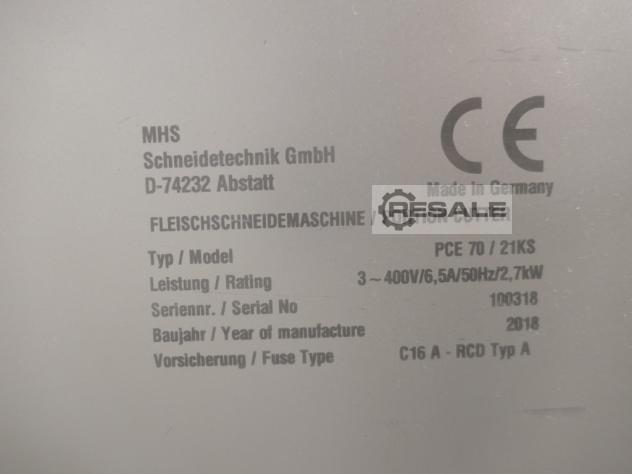 MHS
Schneidetechnik GmbH
D-74232 Abstatt
CE
Made in Germany
RESALE
FLEISCHSCHNEIDEMASCHINE / PORTION CUTTER
Typ / Model PCE 70 / 21KS
Leistung / Rating 3~400V/6,5A/50Hz/2,7kW
Seriennr. / Serial No 100318
Baujahr / Year of manufacture 2018
Vorsicherung / Fuse Type C16 A - RCD Typ A